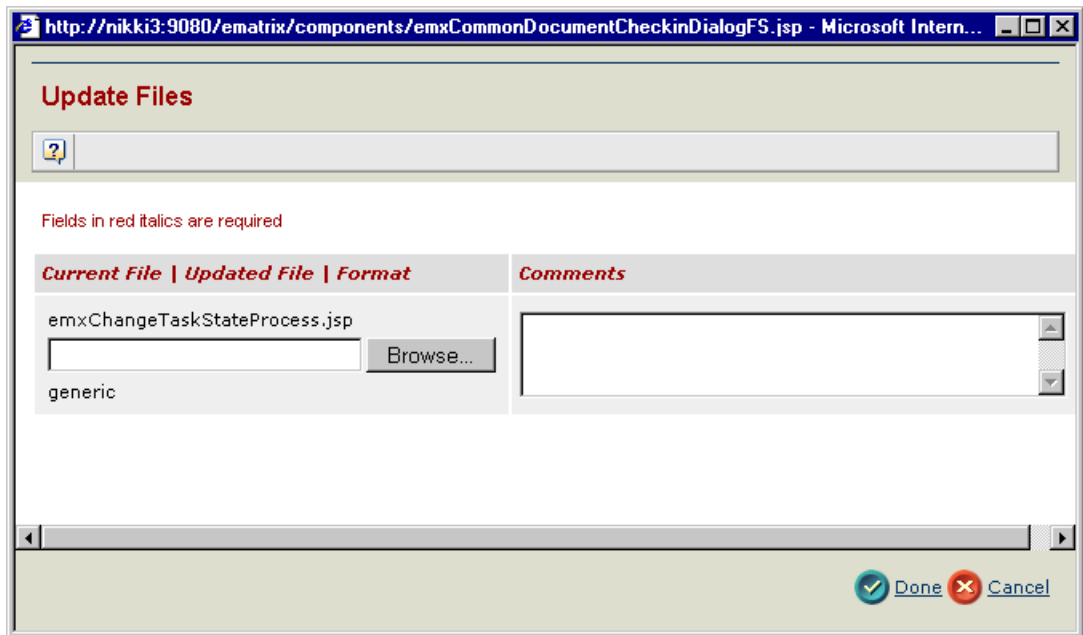 http://nikki3:9080/ematrix/components/emxCommonDocumentCheckinDialogFS.jsp - Microsoft Intern...
Update Files
Fields in red italics are required
Current File | Updated File | Format
Comments
emxChangeTaskStateProcess.jsp
Browse...
generic
Done
Cancel